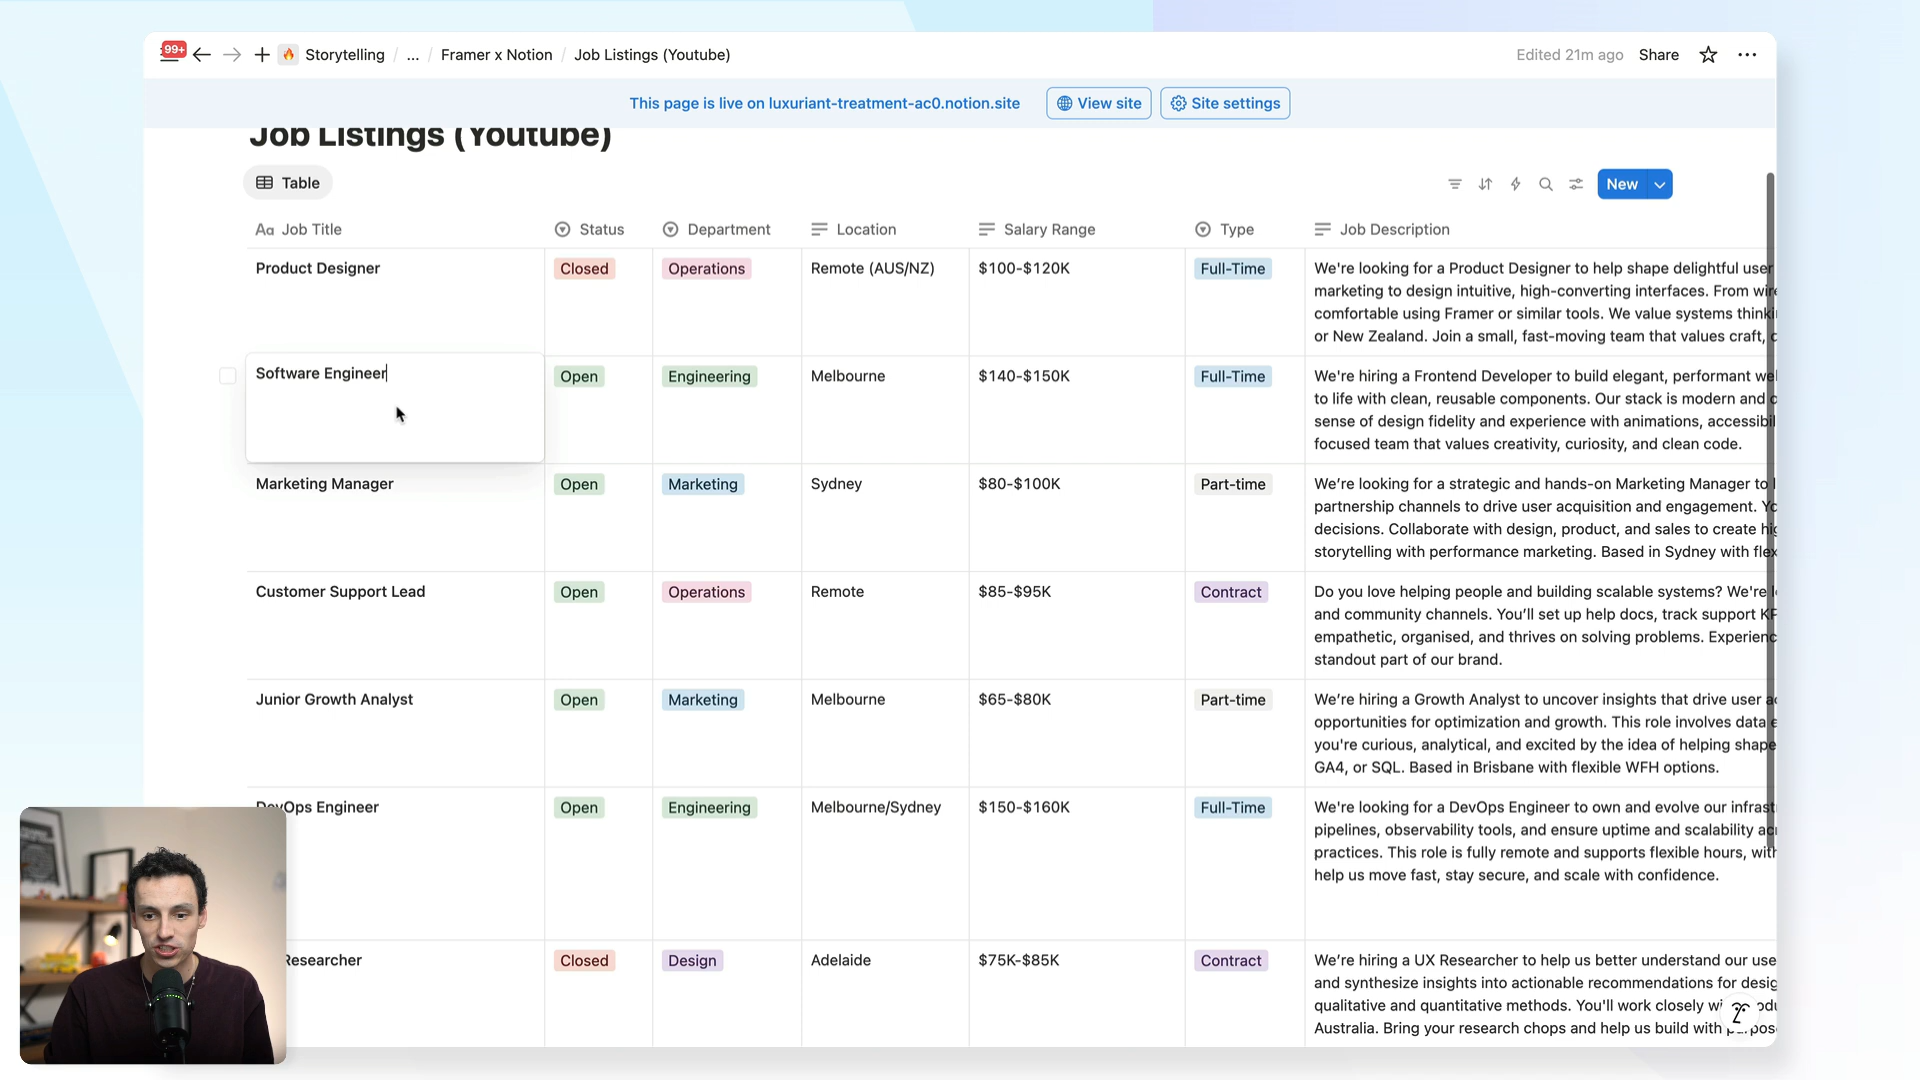 99+
Storytelling / ... / Framer x Notion / Job Listings (Youtube)
Edited 21m ago
Share
This page is live on luxuriant-treatment-ac0.notion.site
View site
Site settings
Job Listings (Youtube)
Table
New
Aa Job Title
Status
Department
Location
Salary Range
Type
Job Description
Product Designer
Closed
Operations
Remote (AUS/NZ)
$100-$120K
Full-Time
We're looking for a Product Designer to help shape delightful user
marketing to design intuitive, high-converting interfaces. From
comfortable using Framer or similar tools. We value systems
or New Zealand. Join a small, fast-moving team that values craft,
Software Engineer
Open
Engineering
Melbourne
$140-$150K
Full-Time
We're hiring a Frontend Developer to build elegant, performant
to life with clean, reusable components. Our stack is modern and
sense of design fidelity and experience with animations,
focused team that values creativity, curiosity, and clean code.
Marketing Manager
Open
Marketing
Sydney
$80-$100K
Part-time
We're looking for a strategic and hands-on Marketing Manager to
partnership channels to drive user acquisition and engagement.
decisions. Collaborate with design, product, and sales to create
storytelling with performance marketing. Based in Sydney with
Customer Support Lead
Open
Operations
Remote
$85-$95K
Contract
Do you love helping people and building scalable systems? We're
and community channels. You'll set up help docs, track support
empathetic, organised, and thrives on solving problems.
standout part of our brand.
Junior Growth Analyst
Open
Marketing
Melbourne
$65-$80K
Part-time
We're hiring a Growth Analyst to uncover insights that drive user
opportunities for optimization and growth. This role involves data
you're curious, analytical, and excited by the idea of helping shape
GA4, or SQL. Based in Brisbane with flexible WFH options.
DevOps Engineer
Open
Engineering
Melbourne/Sydney
$150-$160K
Full-Time
We're looking for a DevOps Engineer to own and evolve our
pipelines, observability tools, and ensure uptime and scalability
practices. This role is fully remote and supports flexible hours,
help us move fast, stay secure, and scale with confidence.
Researcher
Closed
Design
Adelaide
$75K-$85K
Contract
We're hiring a UX Researcher to help us better understand our
and synthesize insights into actionable recommendations for
qualitative and quantitative methods. You'll work closely
Australia. Bring your research chops and help us build with